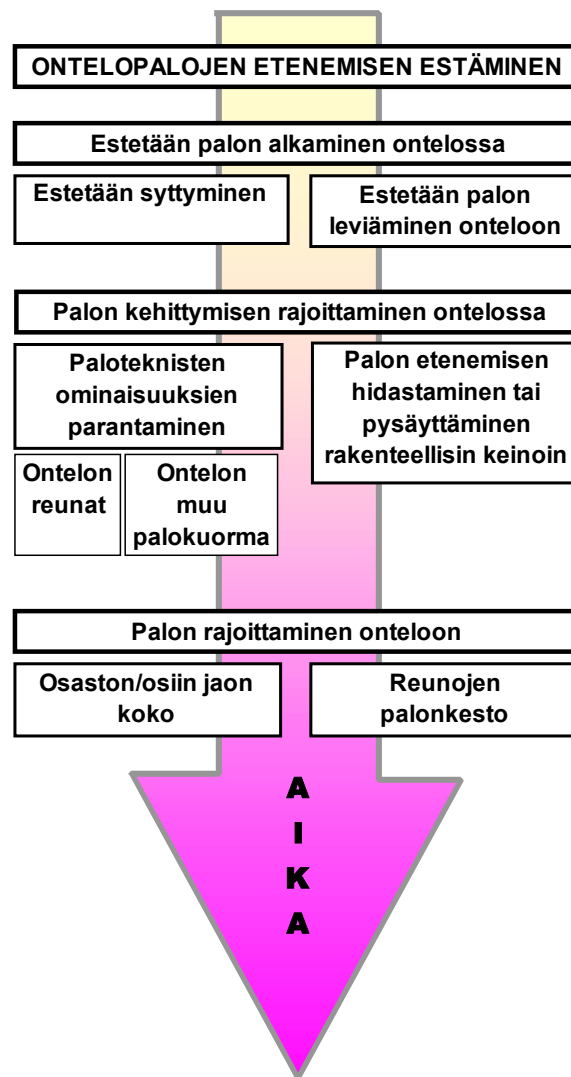 ONTELOPALOJEN ETENEMISEN ESTÄMINEN
Estetään palon alkaminen ontelossa
Estetään syttyminen
Estetään palon
leviäminen onteloon
Palon kehittymisen rajoittaminen ontelossa
Paloteknisten
ominaisuuksien
parantaminen
Palon etenemisen
hidastaminen tai
pysäyttäminen
rakenteellisin keinoin
Ontelon
reunat
Ontelon
muu
palokuorma
Palon rajoittaminen onteloon
Osaston/osiin jaon
koko
Reunojen
palonkesto
A
I
K
A